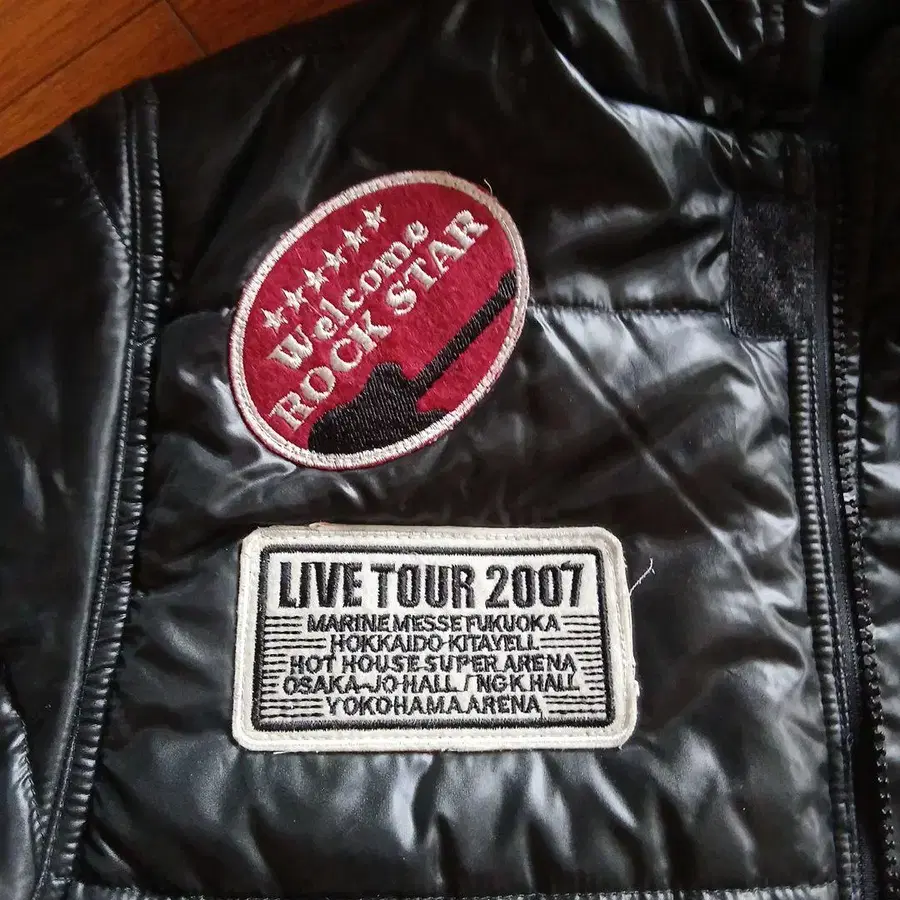 Welcome
ROCK STAR
LIVE TOUR 2007
MARINE MESSE FUKUOKA
HOKKAIDO-KITAYELL
HOT HOUSE SUPER ARENA
OSAKA-JO HALL / NGK HALL
YOKOHAMA ARENA